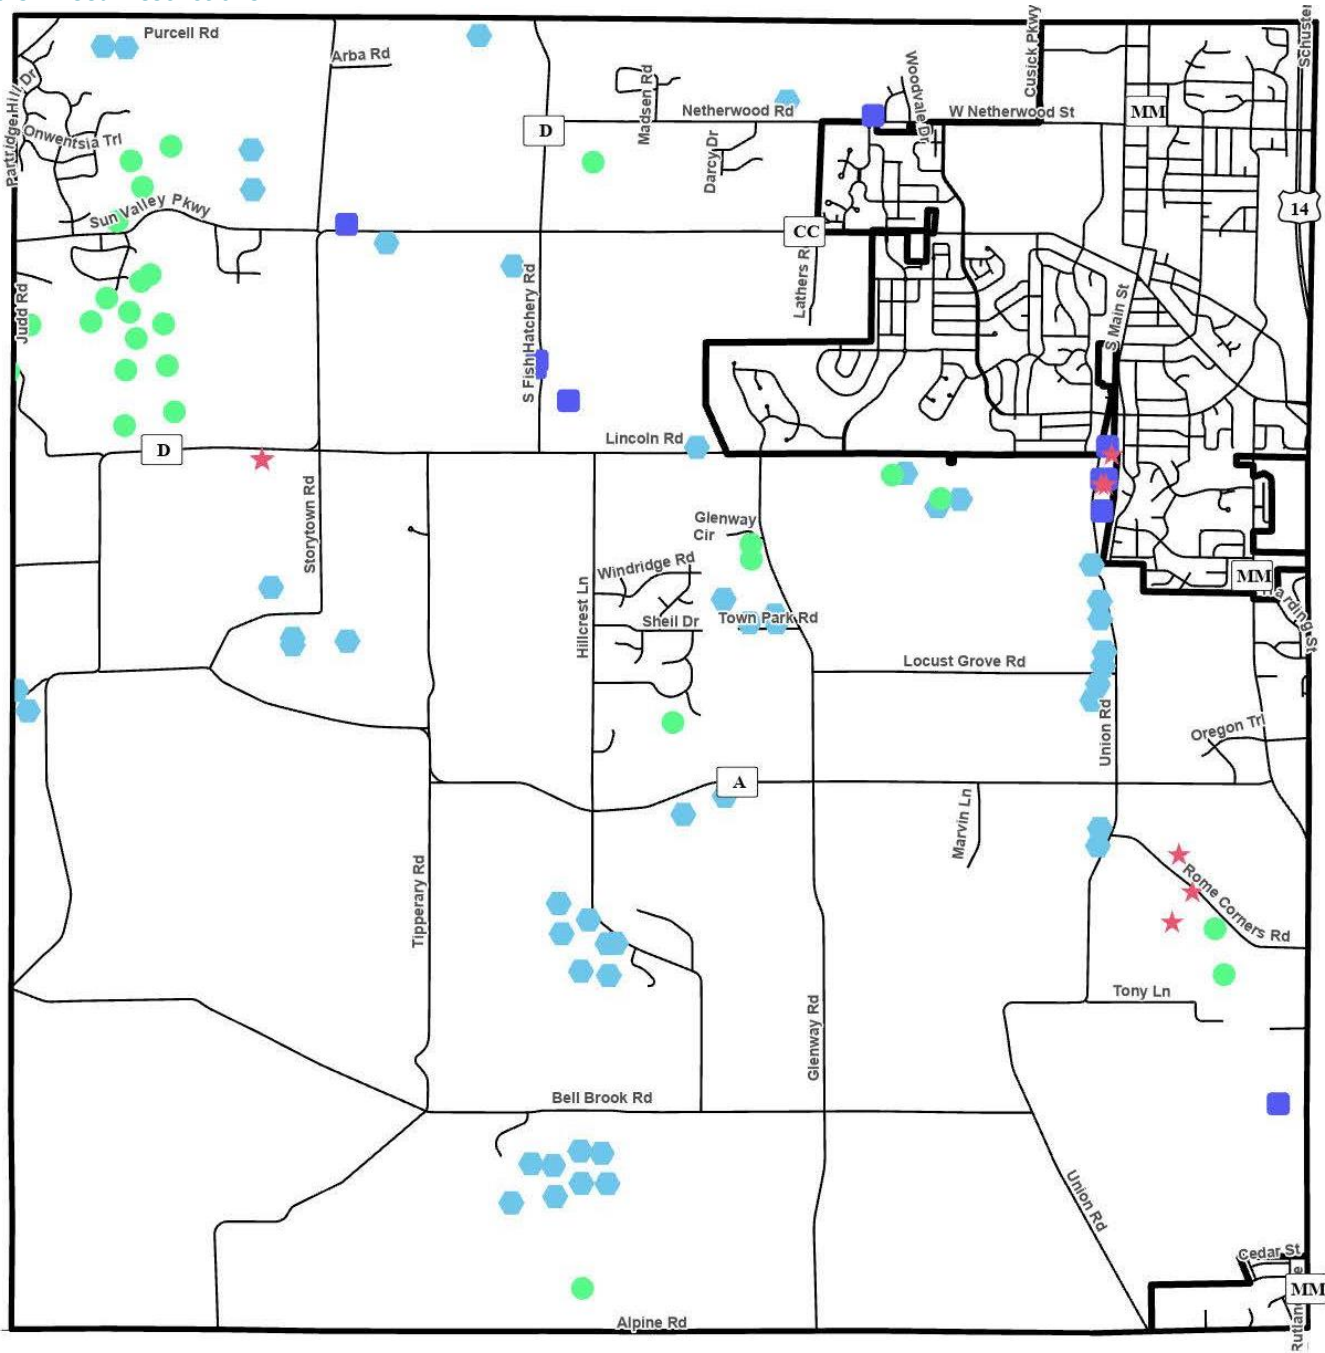 Purcell Rd
Arba Rd
Cusick Pkwy
Schuster
Partridge Hill Dr
Onwentsia Trl
Madsen Rd
Netherwood Rd
Woodvale Dr
W Netherwood St
MM
D
Darcy Dr
14
Sun Valley Pkwy
CC
Lathers R
Judd Rd
S Fish Hatchery Rd
S Main St
D
Lincoln Rd
Storytown Rd
Glenway
Cir
Windridge Rd
Hillcrest Ln
MM
Harding St
Sheil Dr
Town Park Rd
Locust Grove Rd
Union Rd
Oregon Trl
A
Marvin Ln
Tipperary Rd
Rome Corners Rd
Tony Ln
Glenway Rd
Bell Brook Rd
Union Rd
Cedar St
MM
Alpine Rd